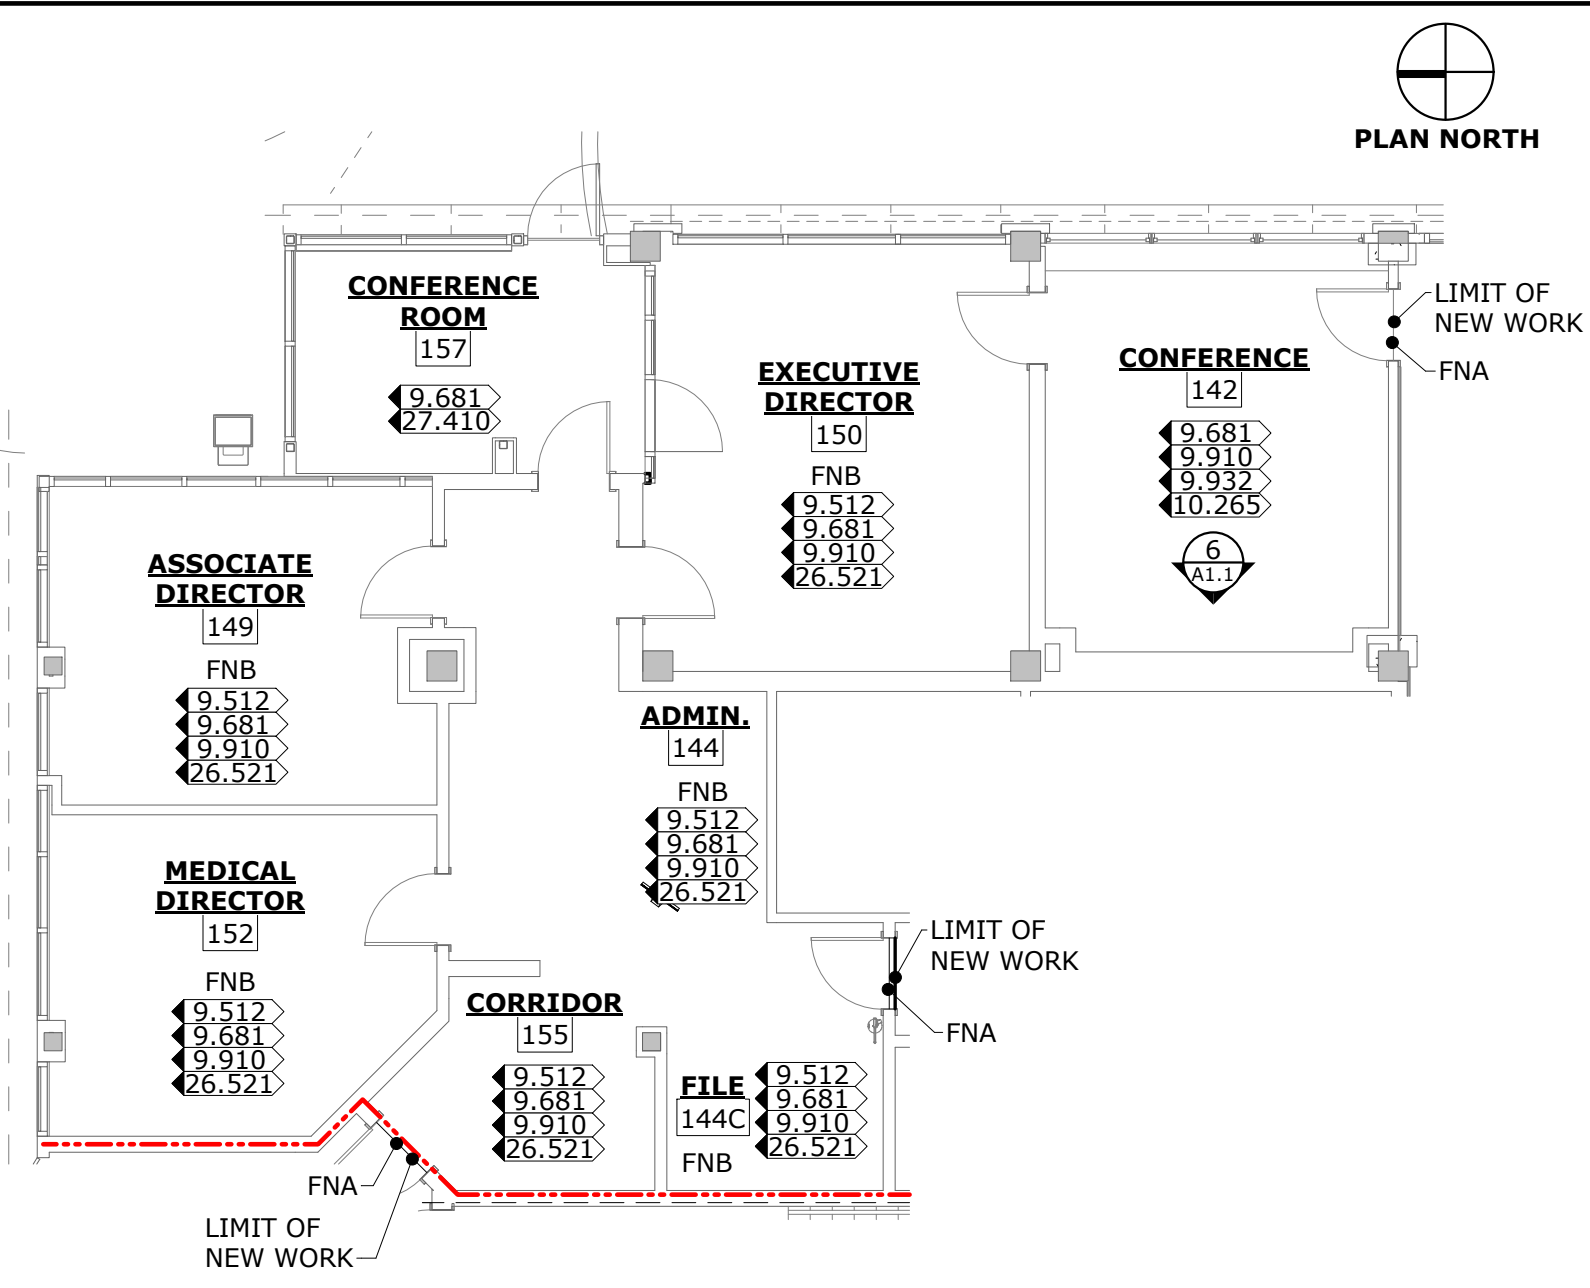 PLAN NORTH
CONFERENCE
ROOM
157
9.681
27.410
EXECUTIVE
DIRECTOR
150
FNB
9.512
9.681
9.910
26.521
CONFERENCE
142
9.681
9.910
9.932
10.265
6
A1.1
LIMIT OF
NEW WORK
FNA
ASSOCIATE
DIRECTOR
149
FNB
9.512
9.681
9.910
26.521
ADMIN.
144
FNB
9.512
9.681
9.910
26.521
MEDICAL
DIRECTOR
152
FNB
9.512
9.681
9.910
26.521
LIMIT OF
NEW WORK
FNA
CORRIDOR
155
9.512
9.681
9.910
26.521
FILE
144C
FNB
9.512
9.681
9.910
26.521
FNA
LIMIT OF
NEW WORK